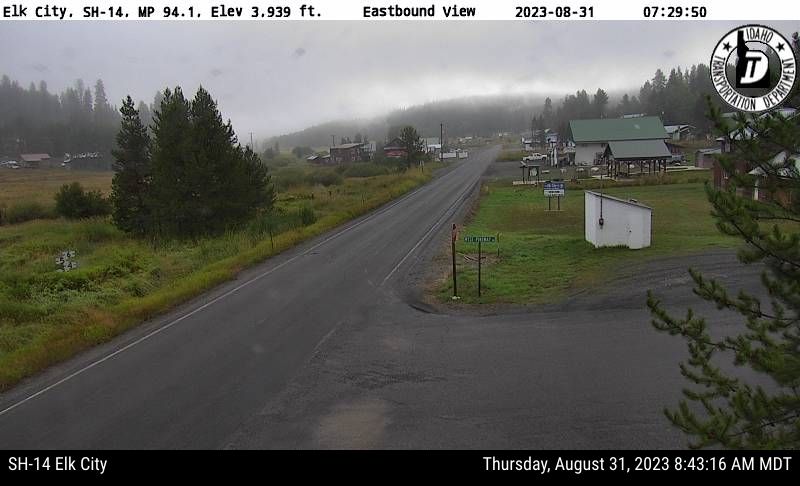 Elk City, SH-14, MP 94.1, Elev 3,939 ft. Eastbound View 2023-08-31 07:29:50
IDAHO
TRANSPORTATION DEPARTMENT
SH-14 Elk City
Thursday, August 31, 2023 8:43:16 AM MDT